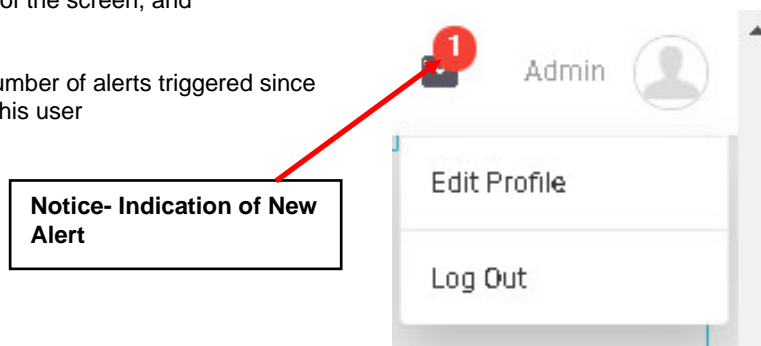 of the screen, and
1
Admin
umber of alerts triggered since
his user
Edit Profile
Notice- Indication of New
Alert
Log Out